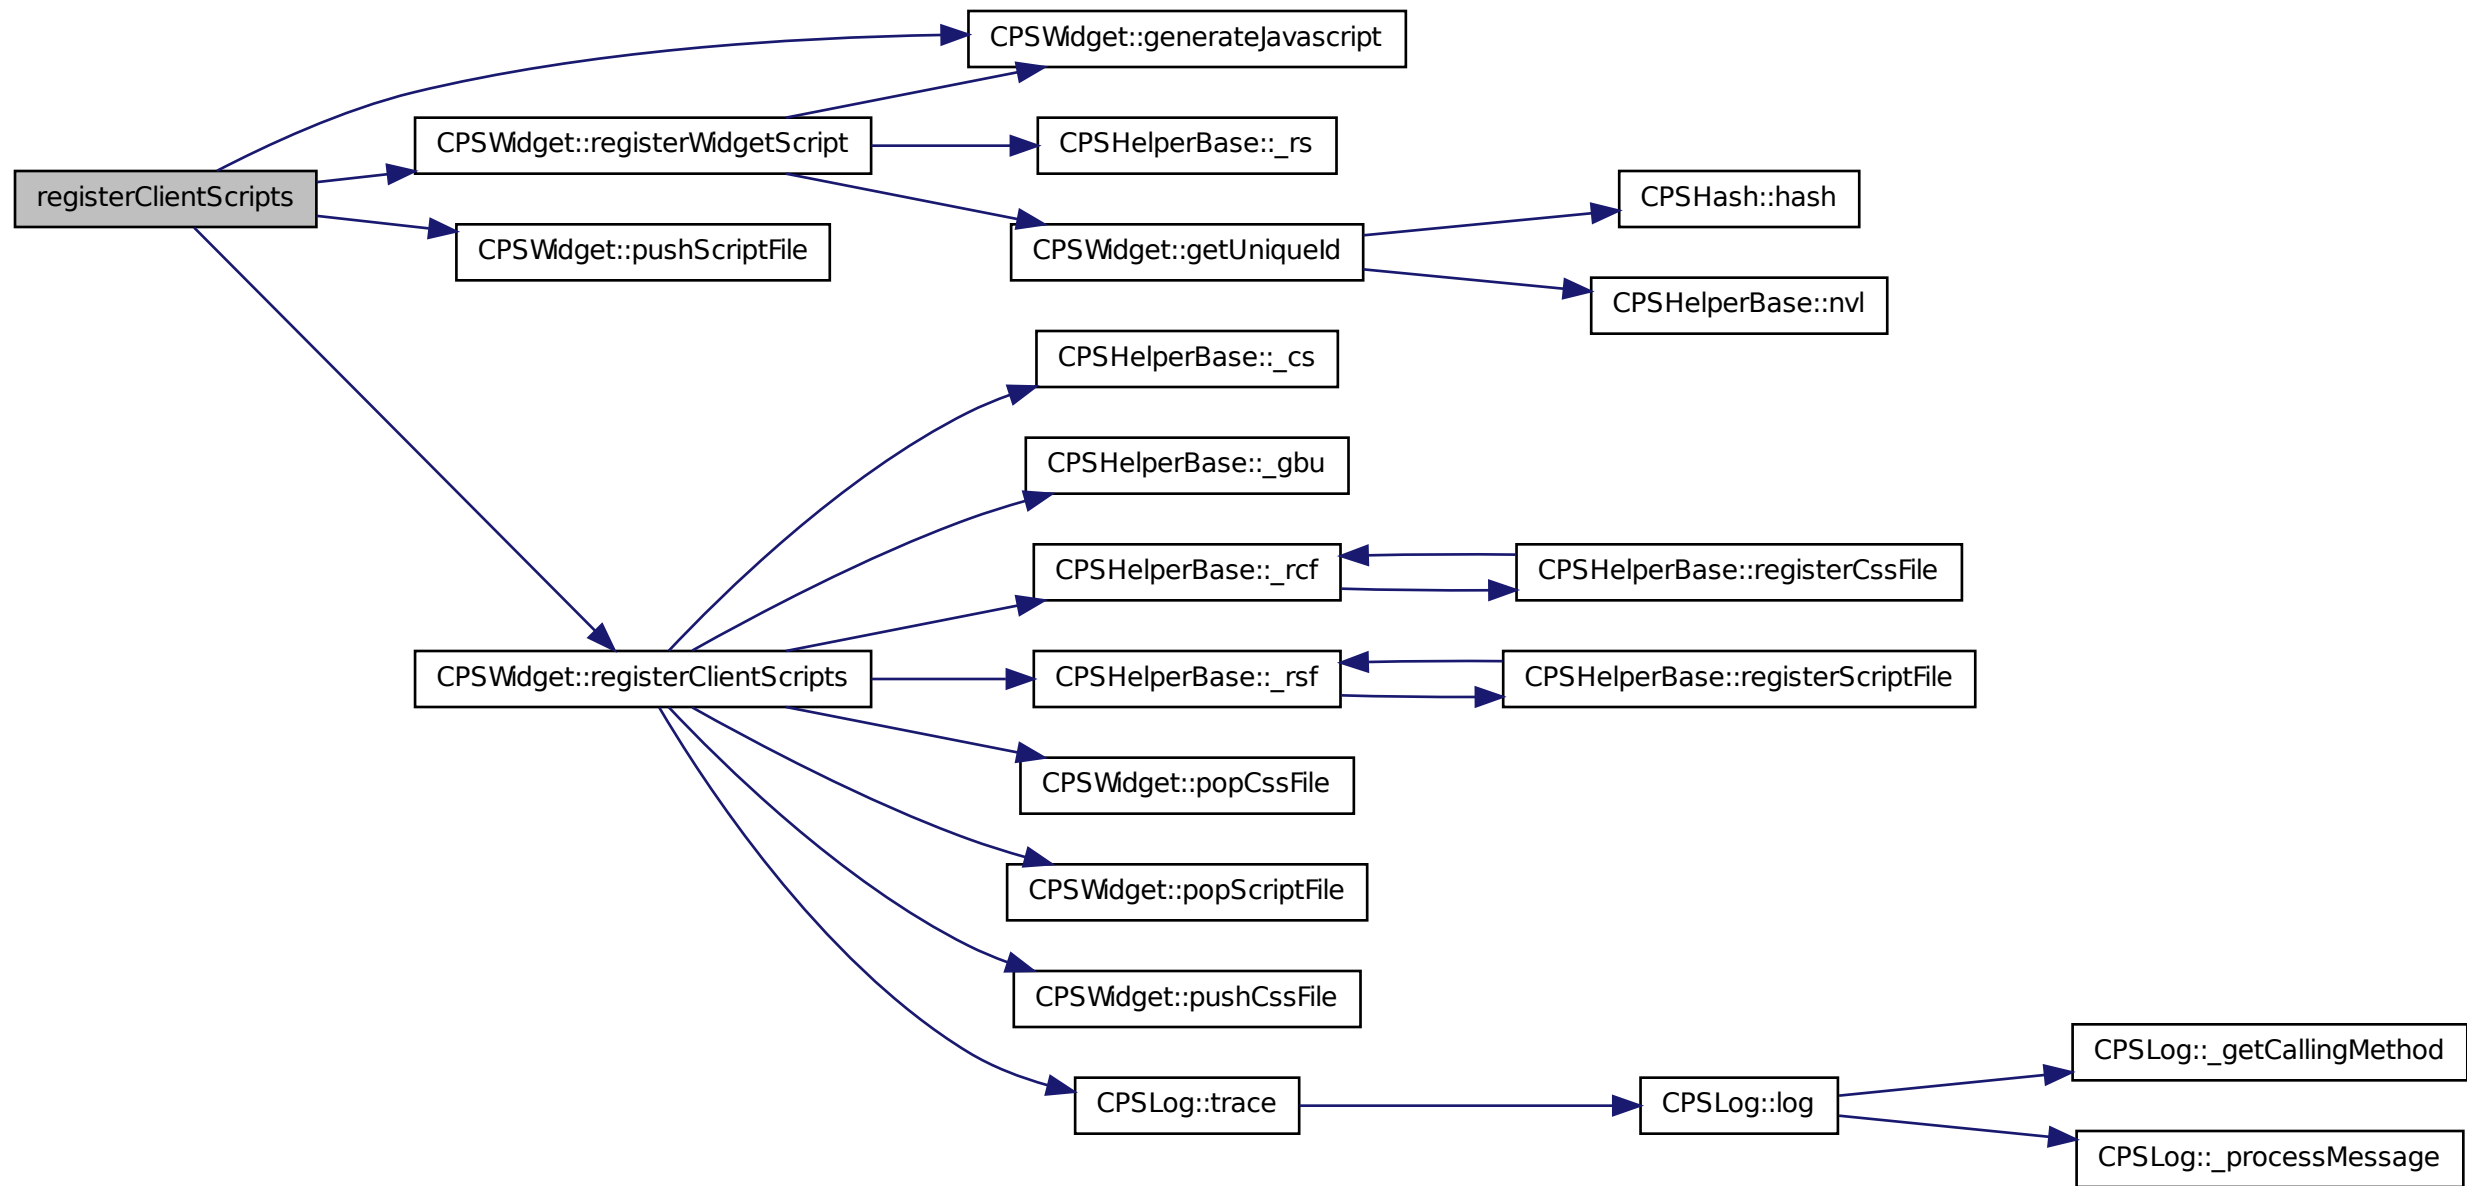 CPSWidget::generateJavascript
CPSWidget::registerWidgetScript
CPSHelperBase::_rs
registerClientScripts
CPSHash::hash
CPSWidget::pushScriptFile
CPSWidget::getUniqueId
CPSHelperBase::nvl
CPSHelperBase::_cs
CPSHelperBase::_gbu
CPSHelperBase::_rcf
CPSHelperBase::registerCssFile
CPSWidget::registerClientScripts
CPSHelperBase::_rsf
CPSHelperBase::registerScriptFile
CPSWidget::popCssFile
CPSWidget::popScriptFile
CPSWidget::pushCssFile
CPSLog::_getCallingMethod
CPSLog::trace
CPSLog::log
CPSLog::_processMessage